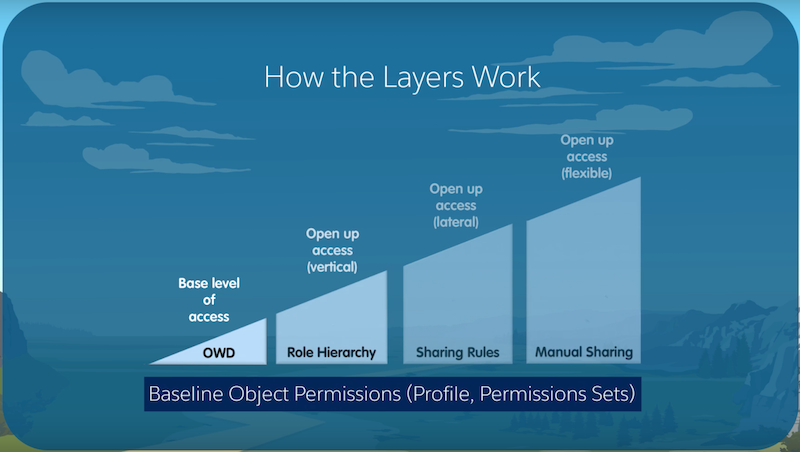 How the Layers Work
Base level
of
access
OWD
Open up
access
(vertical)
Role Hierarchy
Open up
access
(lateral)
Sharing Rules
Open up
access
(flexible)
Manual Sharing
Baseline Object Permissions (Profile, Permissions Sets)